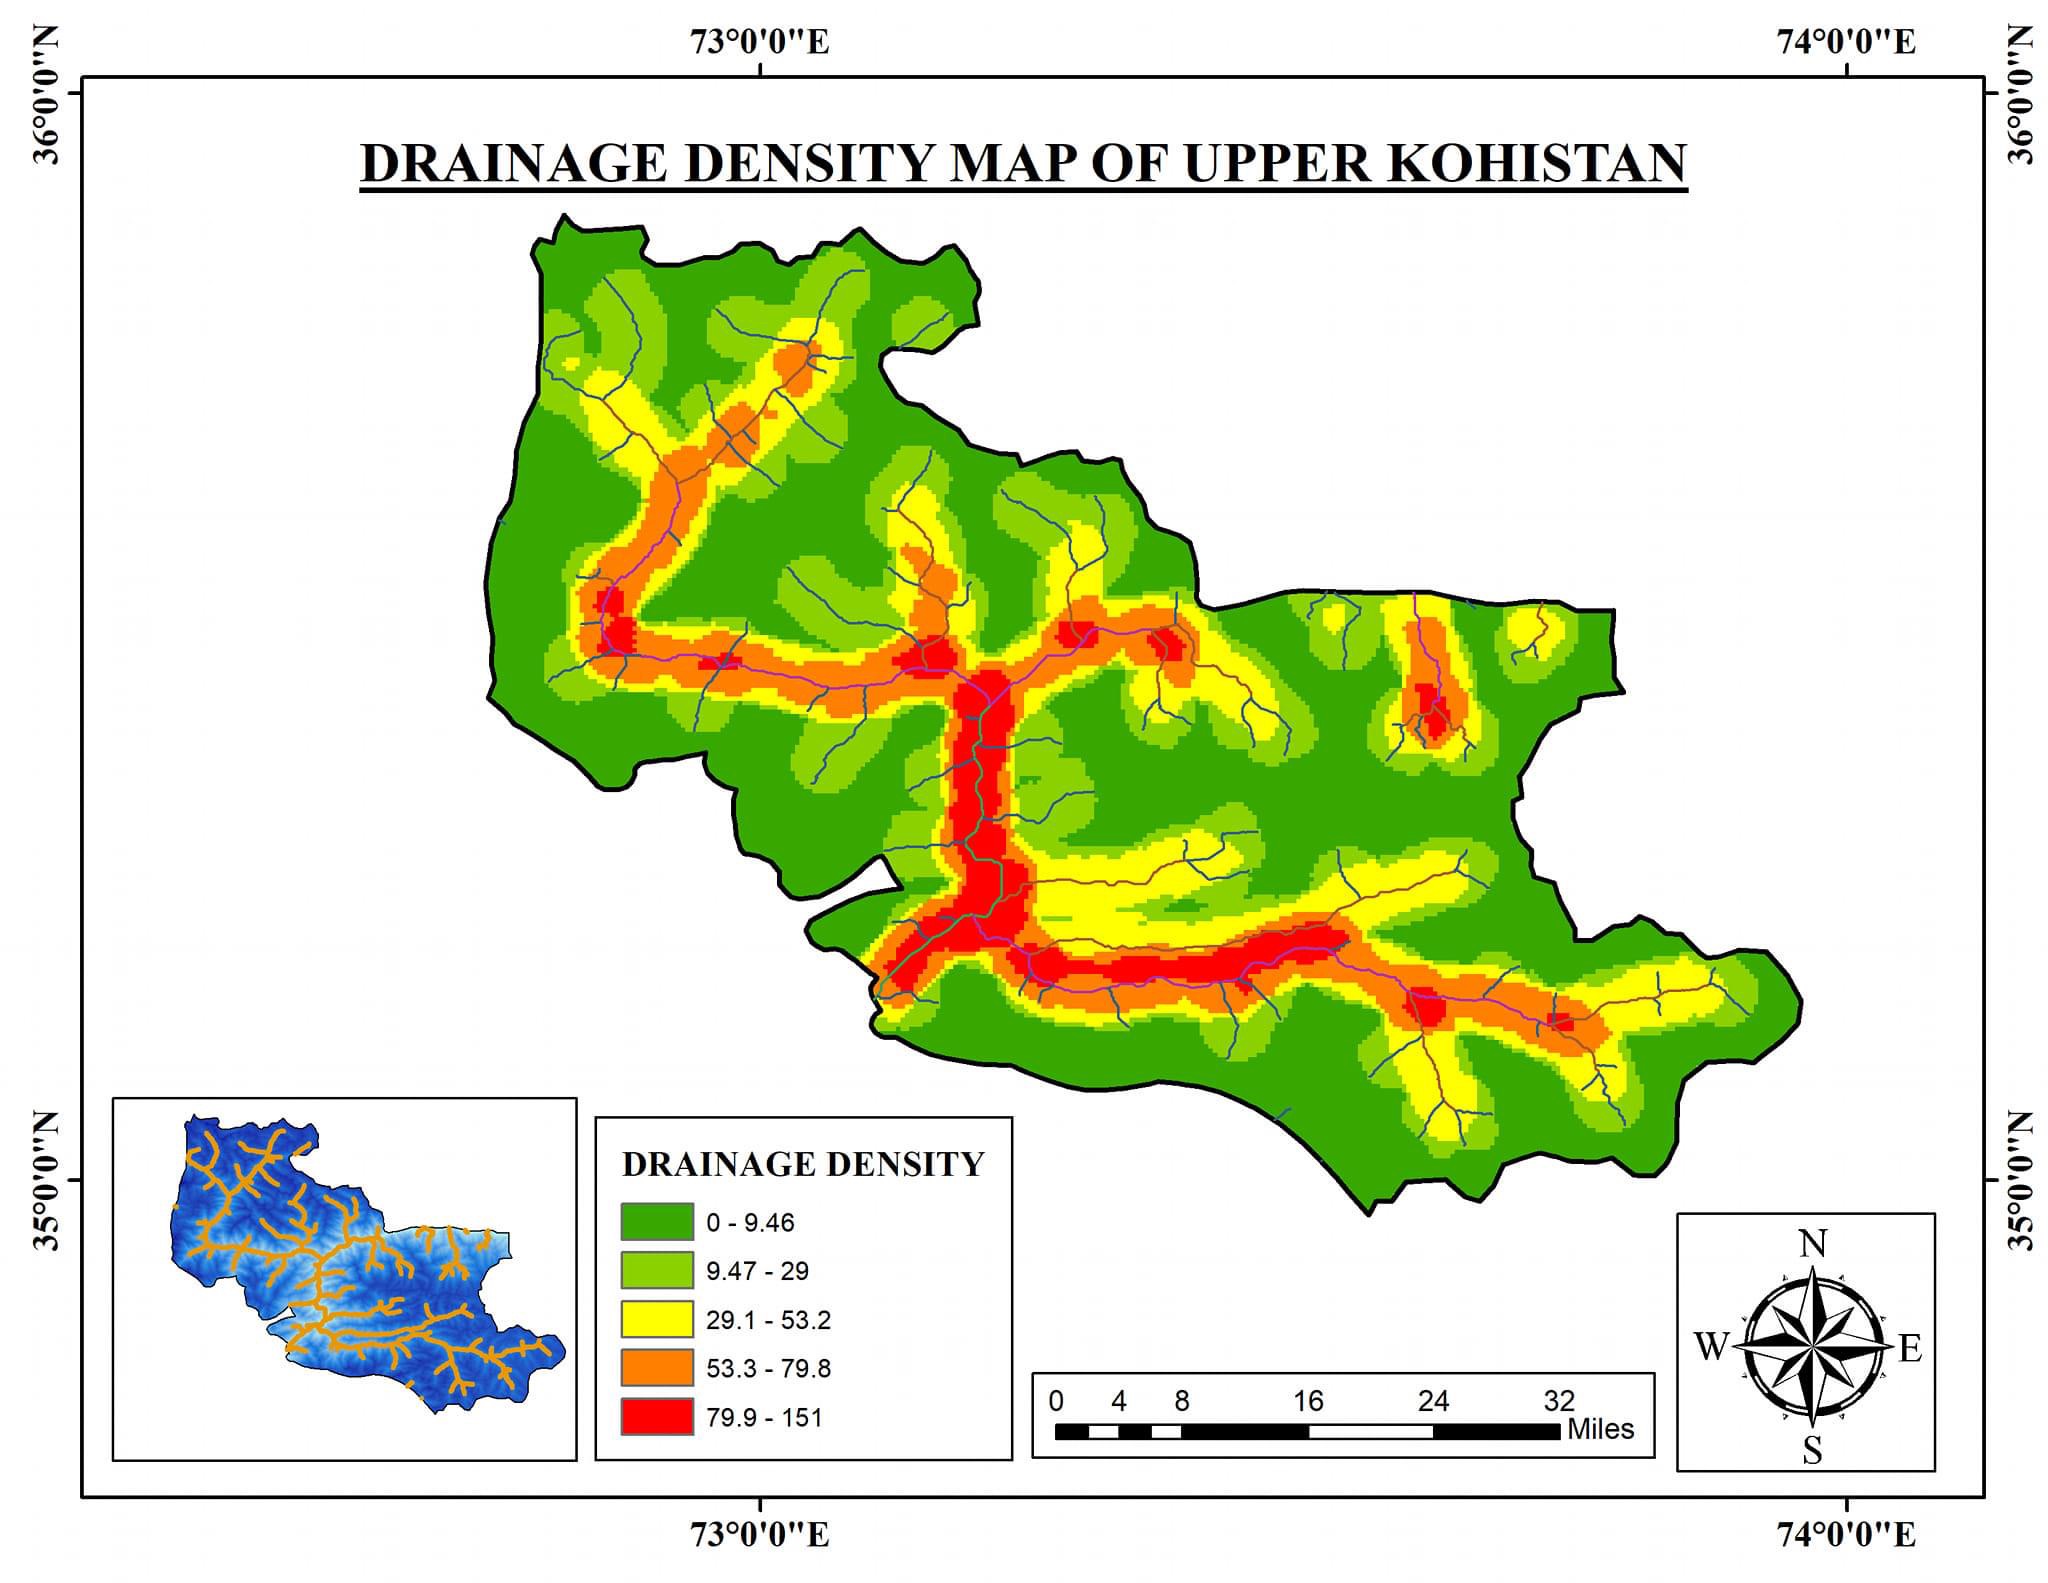 73°0'0"E
74°0'0"E
36°0'0"N
36°0'0"N
DRAINAGE DENSITY MAP OF UPPER KOHISTAN
35°0'0"N
35°0'0"N
DRAINAGE DENSITY
0 - 9.46
9.47 - 29
29.1 - 53.2
53.3 - 79.8
79.9 - 151
0 4 8 16 24 32
Miles
N
W
E
S
73°0'0"E
74°0'0"E